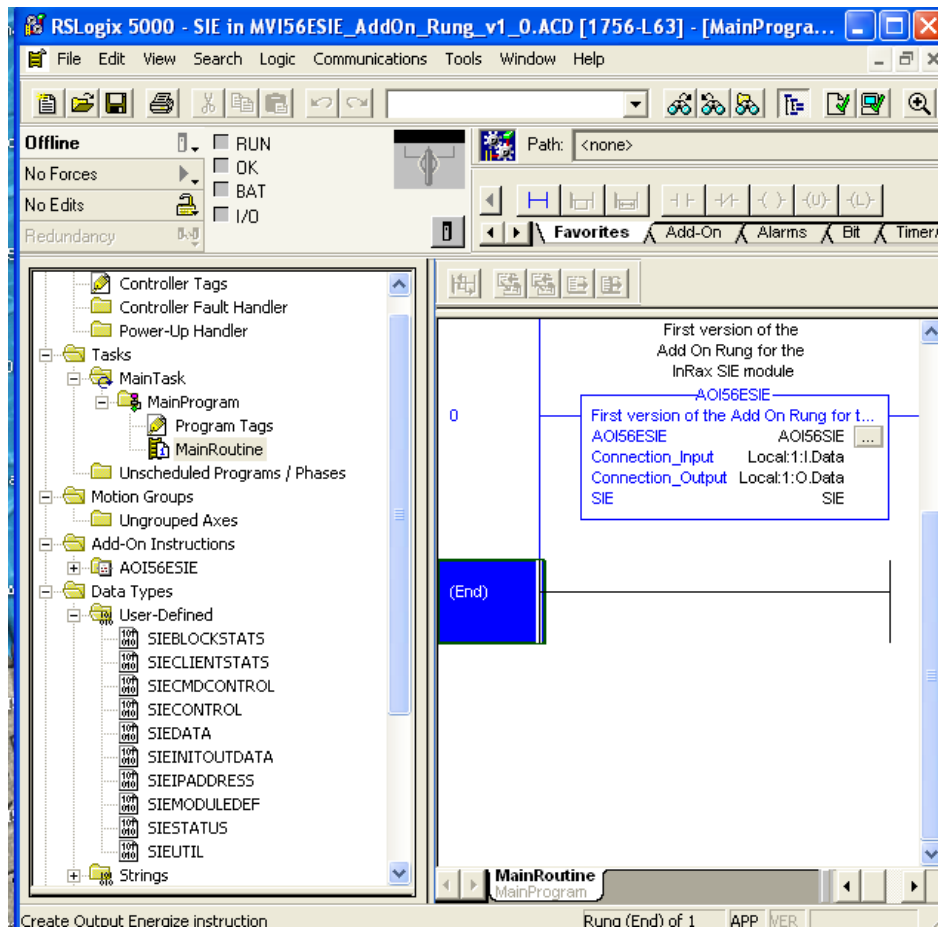 RSLogix 5000 - SIE in MVI56ESIE_AddOn_Rung_v1_0.ACD [1756-L63] - [MainProgra...
File Edit View Search Logic Communications Tools Window Help
Offline
RUN
No Forces
OK
No Edits
BAT
Redundancy
I/O
Path: <none>
Favorites Add-On Alarms Bit Timer/
Controller Tags
Controller Fault Handler
Power-Up Handler
Tasks
MainTask
MainProgram
Program Tags
MainRoutine
Unscheduled Programs / Phases
Motion Groups
Ungrouped Axes
Add-On Instructions
AOI56ESIE
Data Types
User-Defined
SIEBLOCKSTATS
SIECLIENTSTATS
SIECMDCONTROL
SIECONTROL
SIEDATA
SIEINITOUTDATA
SIEIPADDRESS
SIEMODULEDEF
SIESTATUS
SIEUTIL
Strings
First version of the
Add On Rung for the
InRax SIE module
AOI56ESIE
0
First version of the Add On Rung for t...
AOI56ESIE AOI56SIE ...
Connection_Input Local:1:I.Data
Connection_Output Local:1:O.Data
SIE SIE
(End)
MainRoutine
MainProgram
Create Output Energize instruction
Rung (End) of 1 APP VER